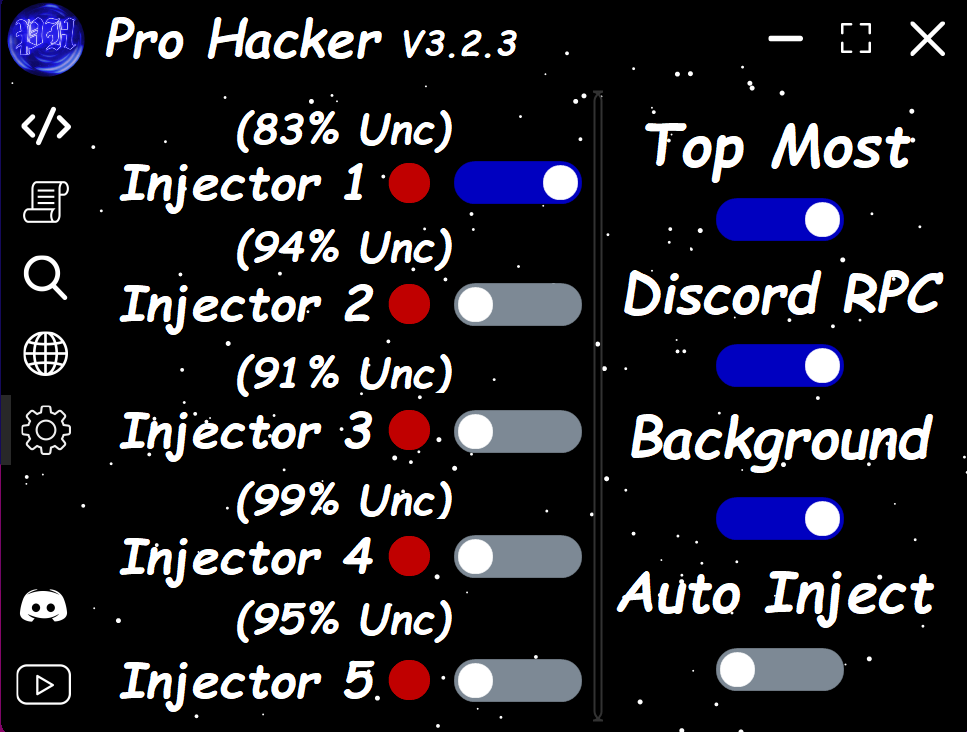 PH
Pro Hacker V3.2.3
(83% Unc)
Injector 1
(94% Unc)
Injector 2
(91% Unc)
Injector 3
(99% Unc)
Injector 4
(95% Unc)
Injector 5
Top Most
Discord RPC
Background
Auto Inject